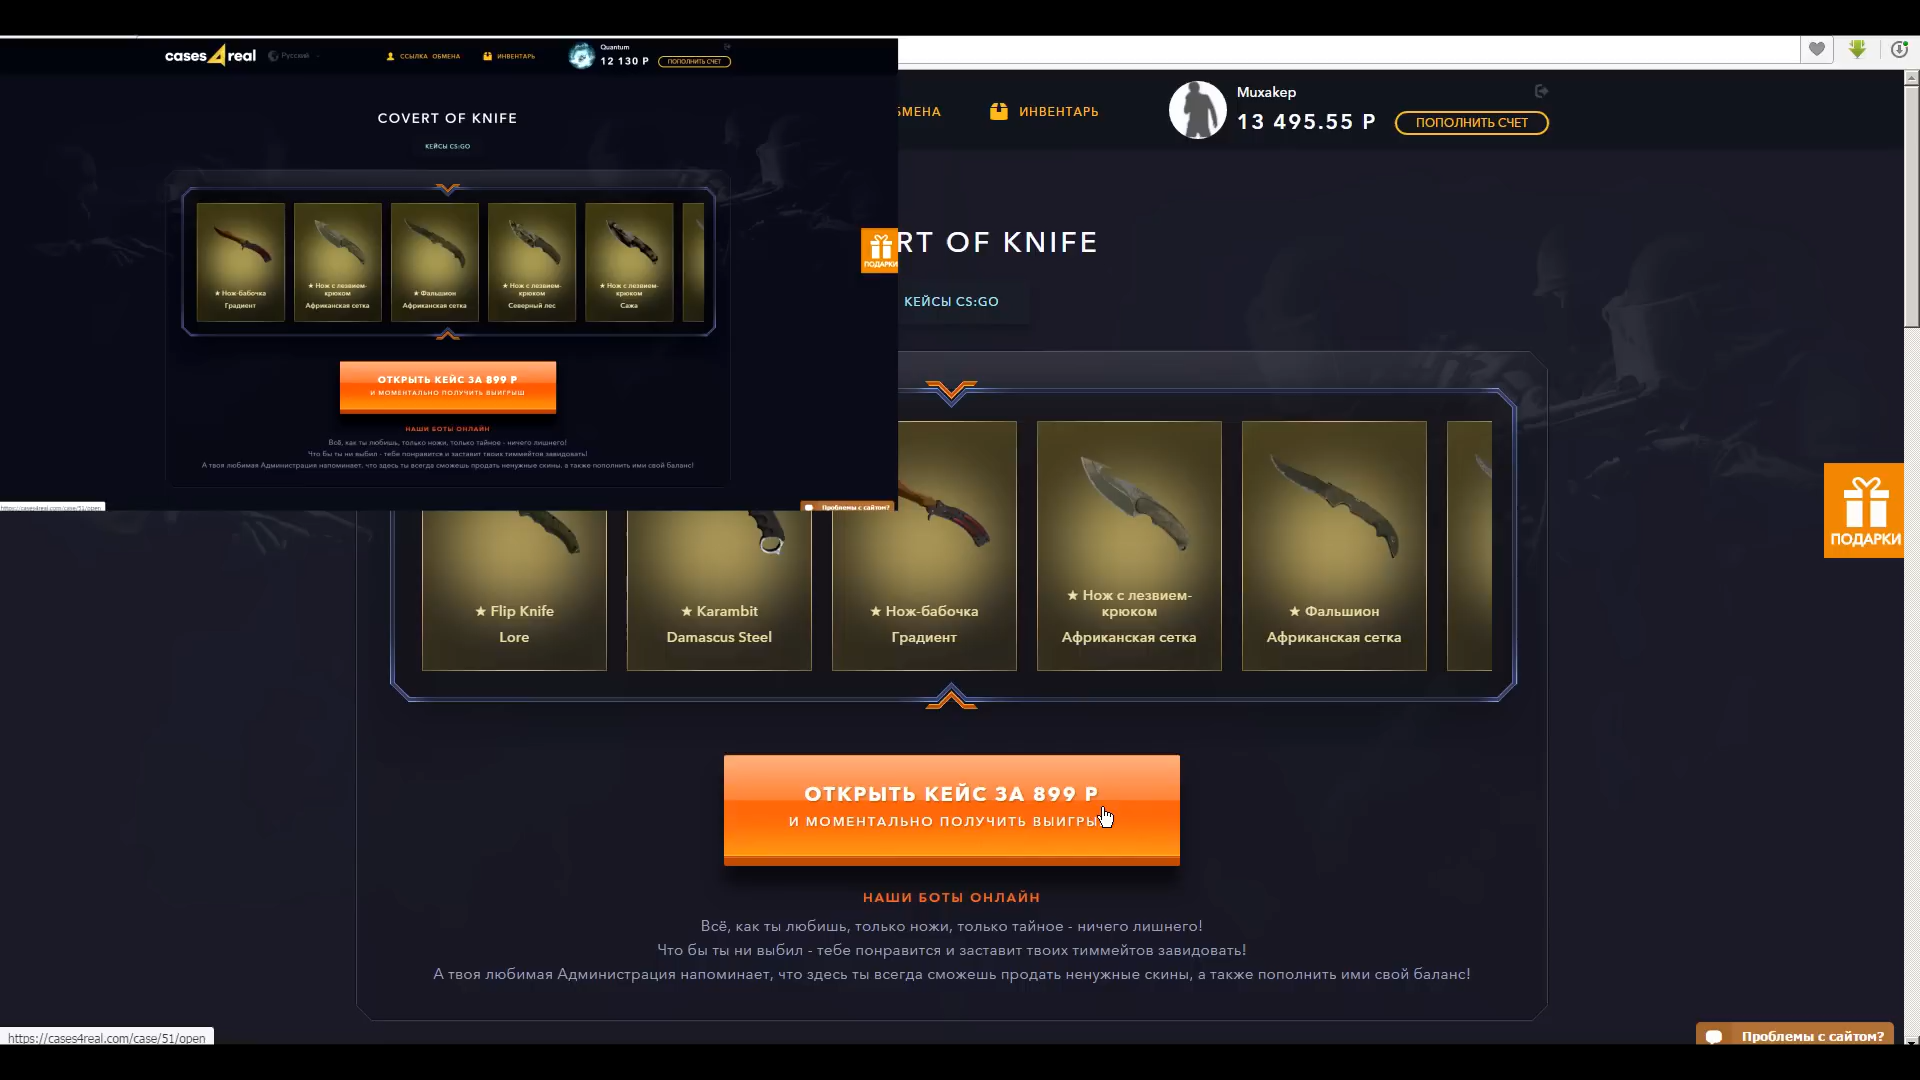 cases4real
Русский
ССЫЛКА ОБМЕНА
ИНВЕНТАРЬ
Quantum
12 130 Р
ПОПОЛНИТЬ СЧЕТ
COVERT OF KNIFE
КЕЙСЫ CS:GO
★ Нож-бабочка
Градиент
★ Нож с лезвием-
крюком
Африканская сетка
★ Фальшион
Африканская сетка
★ Нож с лезвием-
крюком
Северный лес
★ Нож с лезвием-
крюком
Сажа
ПОДАРКИ
ОТКРЫТЬ КЕЙС ЗА 899 Р
И МОМЕНТАЛЬНО ПОЛУЧИТЬ ВЫИГРЫШ
НАШИ БОТЫ ОНЛАЙН
Всё, как ты любишь, только ножи, только тайное - ничего лишнего!
Что бы ты ни выбил - тебе понравится и заставит твоих тиммейтов завидовать!
А твоя любимая Администрация напоминает, что здесь ты всегда сможешь продать ненужные скины, а также пополнить ими свой баланс!
https://cases4real.com/case/51/open
Проблемы с сайтом?
БМЕНА
ИНВЕНТАРЬ
Muxakep
13 495.55 Р
ПОПОЛНИТЬ СЧЕТ
RT OF KNIFE
КЕЙСЫ CS:GO
★ Flip Knife
Lore
★ Karambit
Damascus Steel
★ Нож-бабочка
Градиент
★ Нож с лезвием-
крюком
Африканская сетка
★ Фальшион
Африканская сетка
ПОДАРКИ
ОТКРЫТЬ КЕЙС ЗА 899 Р
И МОМЕНТАЛЬНО ПОЛУЧИТЬ ВЫИГРЫ
НАШИ БОТЫ ОНЛАЙН
Всё, как ты любишь, только ножи, только тайное - ничего лишнего!
Что бы ты ни выбил - тебе понравится и заставит твоих тиммейтов завидовать!
А твоя любимая Администрация напоминает, что здесь ты всегда сможешь продать ненужные скины, а также пополнить ими свой баланс!
https://cases4real.com/case/51/open
Проблемы с сайтом?